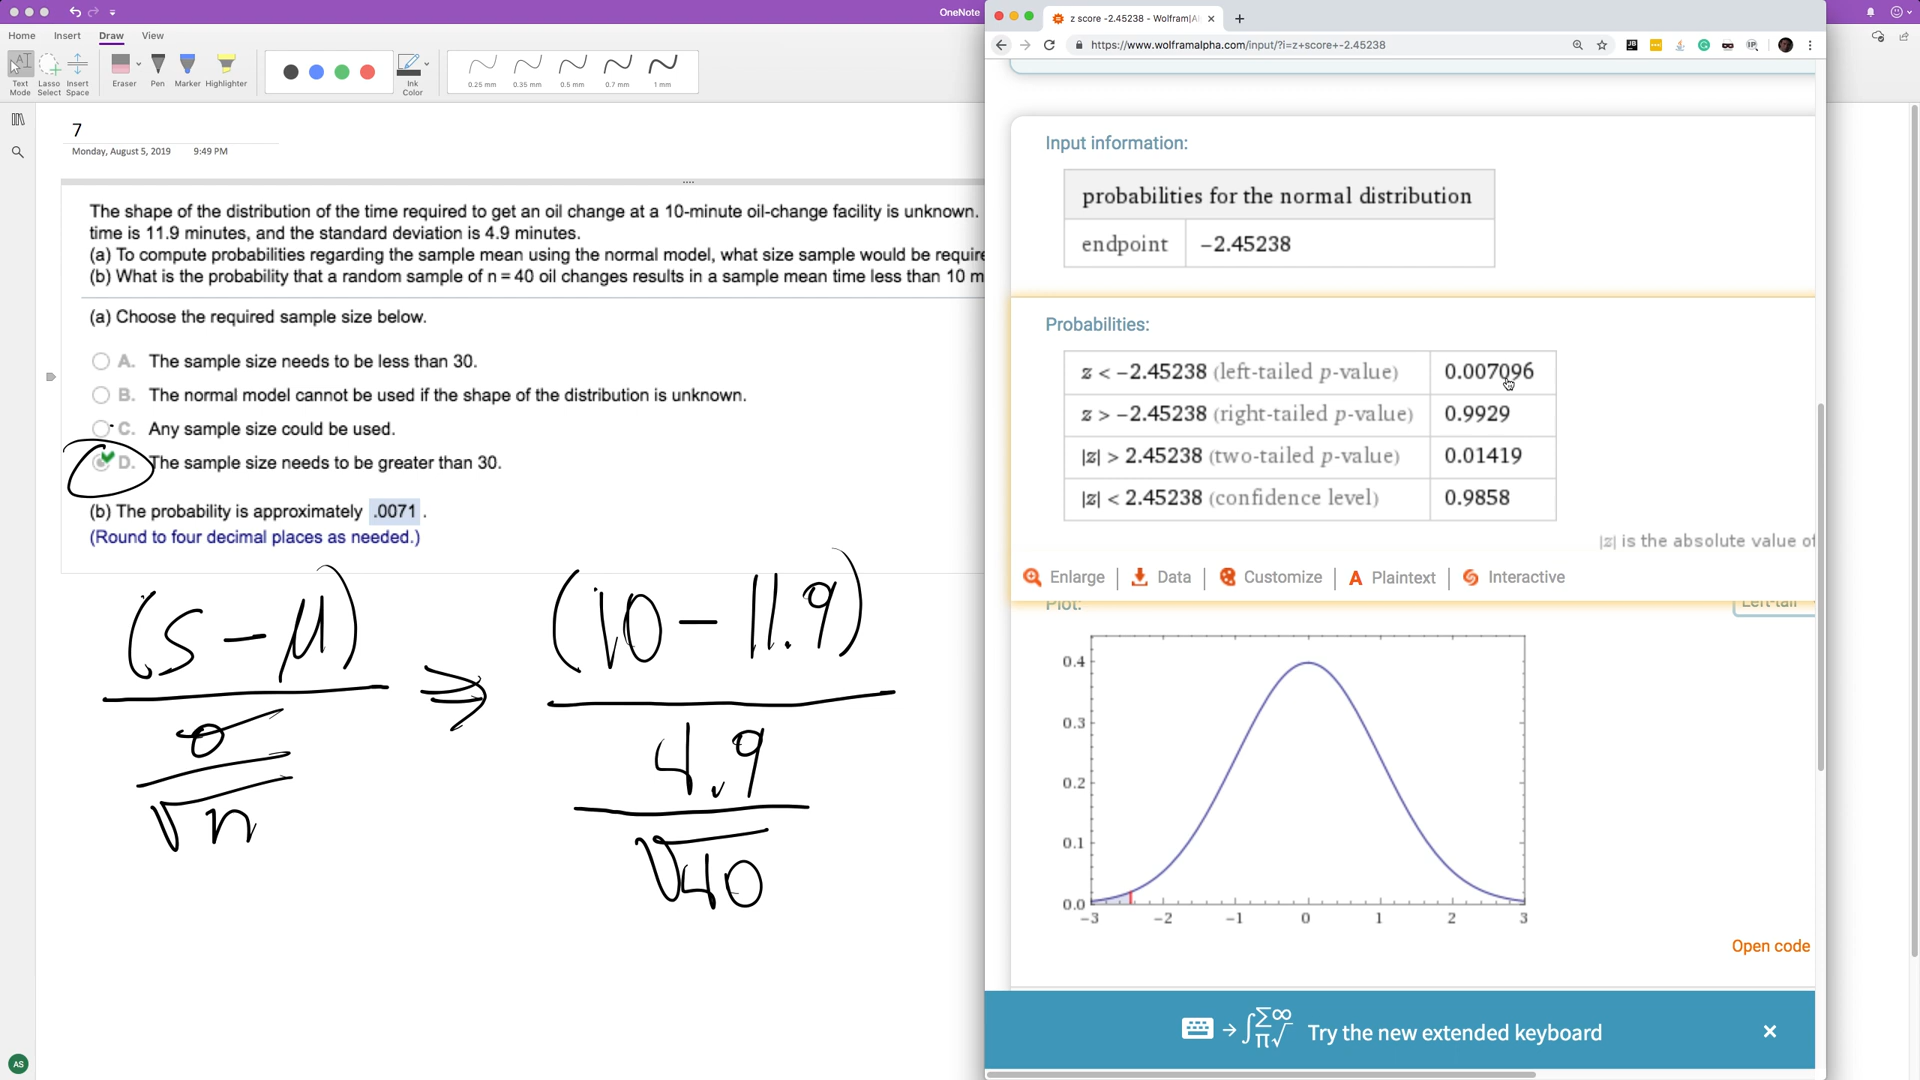 OneNote
Home Insert Draw View
Text Mode
Lasso Select
Insert Space
Eraser
Pen
Marker
Highlighter
Ink Color
0.25 mm 0.35 mm 0.5 mm 0.7 mm 1 mm
7
Monday, August 5, 2019 9:49 PM
The shape of the distribution of the time required to get an oil change at a 10-minute oil-change facility is unknown.
time is 11.9 minutes, and the standard deviation is 4.9 minutes.
(a) To compute probabilities regarding the sample mean using the normal model, what size sample would be require
(b) What is the probability that a random sample of n = 40 oil changes results in a sample mean time less than 10 m
(a) Choose the required sample size below.
A. The sample size needs to be less than 30.
B. The normal model cannot be used if the shape of the distribution is unknown.
C. Any sample size could be used.
D. The sample size needs to be greater than 30.
(b) The probability is approximately .0071 .
(Round to four decimal places as needed.)
(s - μ)
σ
√n
⇒
(10 - 11.9)
4.9
√40
AS
z score -2.45238 - Wolfram|Al
https://www.wolframalpha.com/input/?i=z+score+-2.45238
Input information:
probabilities for the normal distribution
endpoint -2.45238
Probabilities:
z < -2.45238 (left-tailed p-value) 0.007096
z > -2.45238 (right-tailed p-value) 0.9929
|z| > 2.45238 (two-tailed p-value) 0.01419
|z| < 2.45238 (confidence level) 0.9858
|z| is the absolute value of
Enlarge | Data | Customize | A Plaintext | Interactive
Plot:
Left-tail
0.4
0.3
0.2
0.1
0.0
-3 -2 -1 0 1 2 3
Open code
→ ∫Σ∞π√ Try the new extended keyboard ×